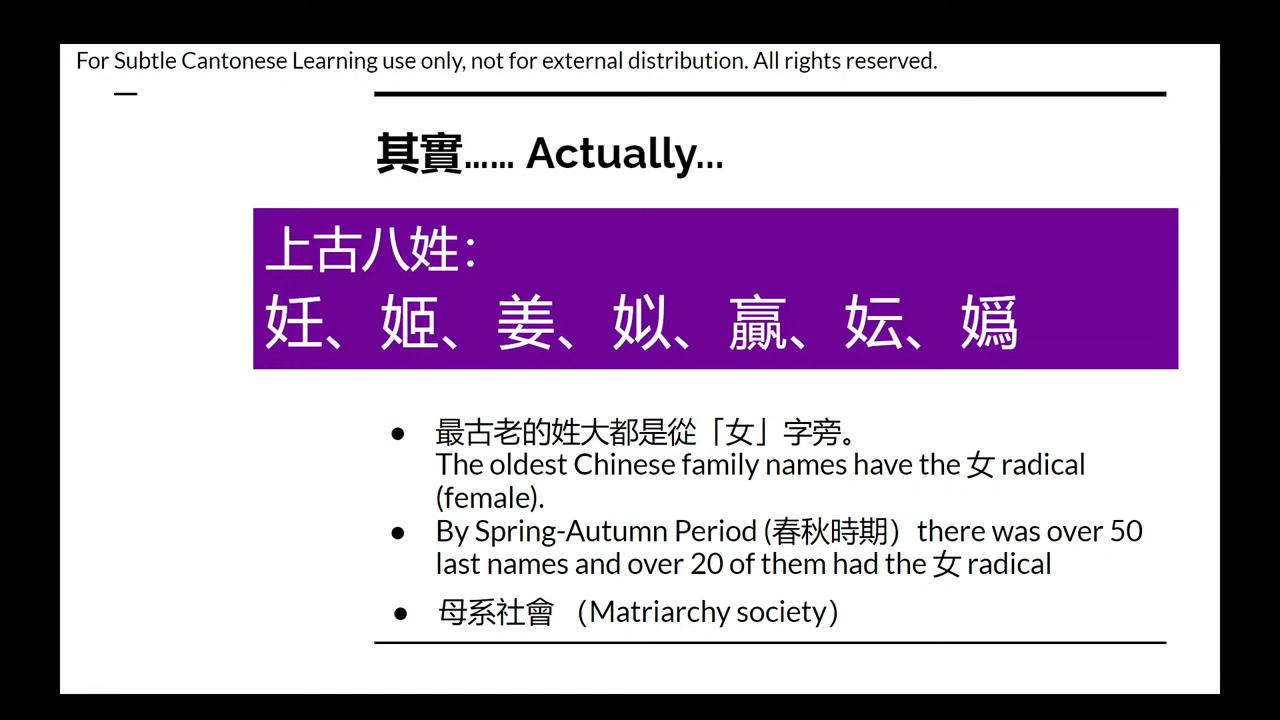 For Subtle Cantonese Learning use only, not for external distribution. All rights reserved.
其實...... Actually...
上古八姓：
妊、姬、姜、姒、嬴、妘、媯
● 最古老的姓大都是從「女」字旁。
The oldest Chinese family names have the 女 radical
(female).
● By Spring-Autumn Period (春秋時期）there was over 50
last names and over 20 of them had the 女 radical
● 母系社會 （Matriarchy society）